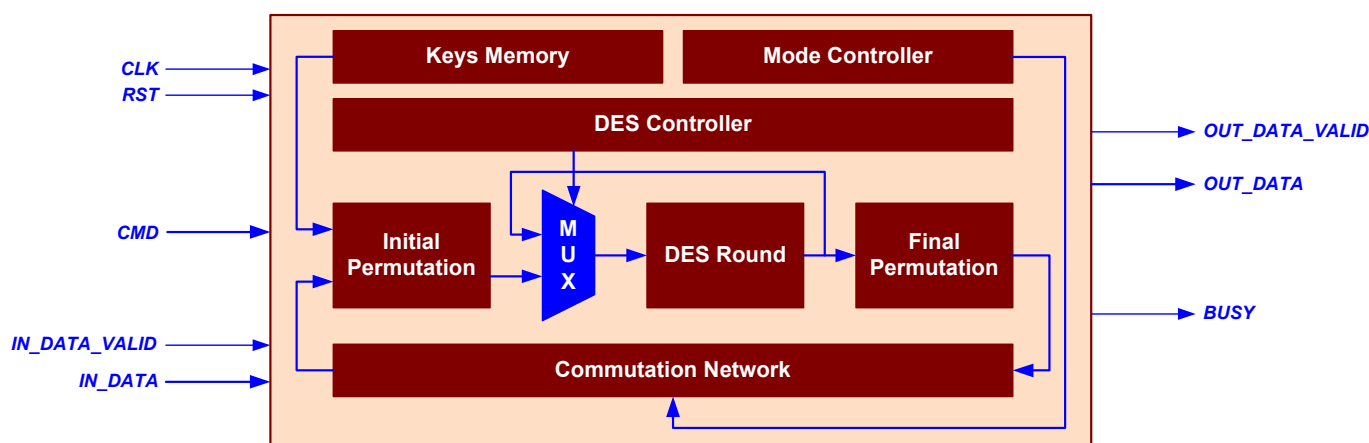 Keys Memory
Mode Controller
CLK
RST
DES Controller
OUT_DATA_VALID
OUT_DATA
CMD
Initial
Permutation
M
U
X
DES Round
Final
Permutation
BUSY
IN_DATA_VALID
IN_DATA
Commutation Network